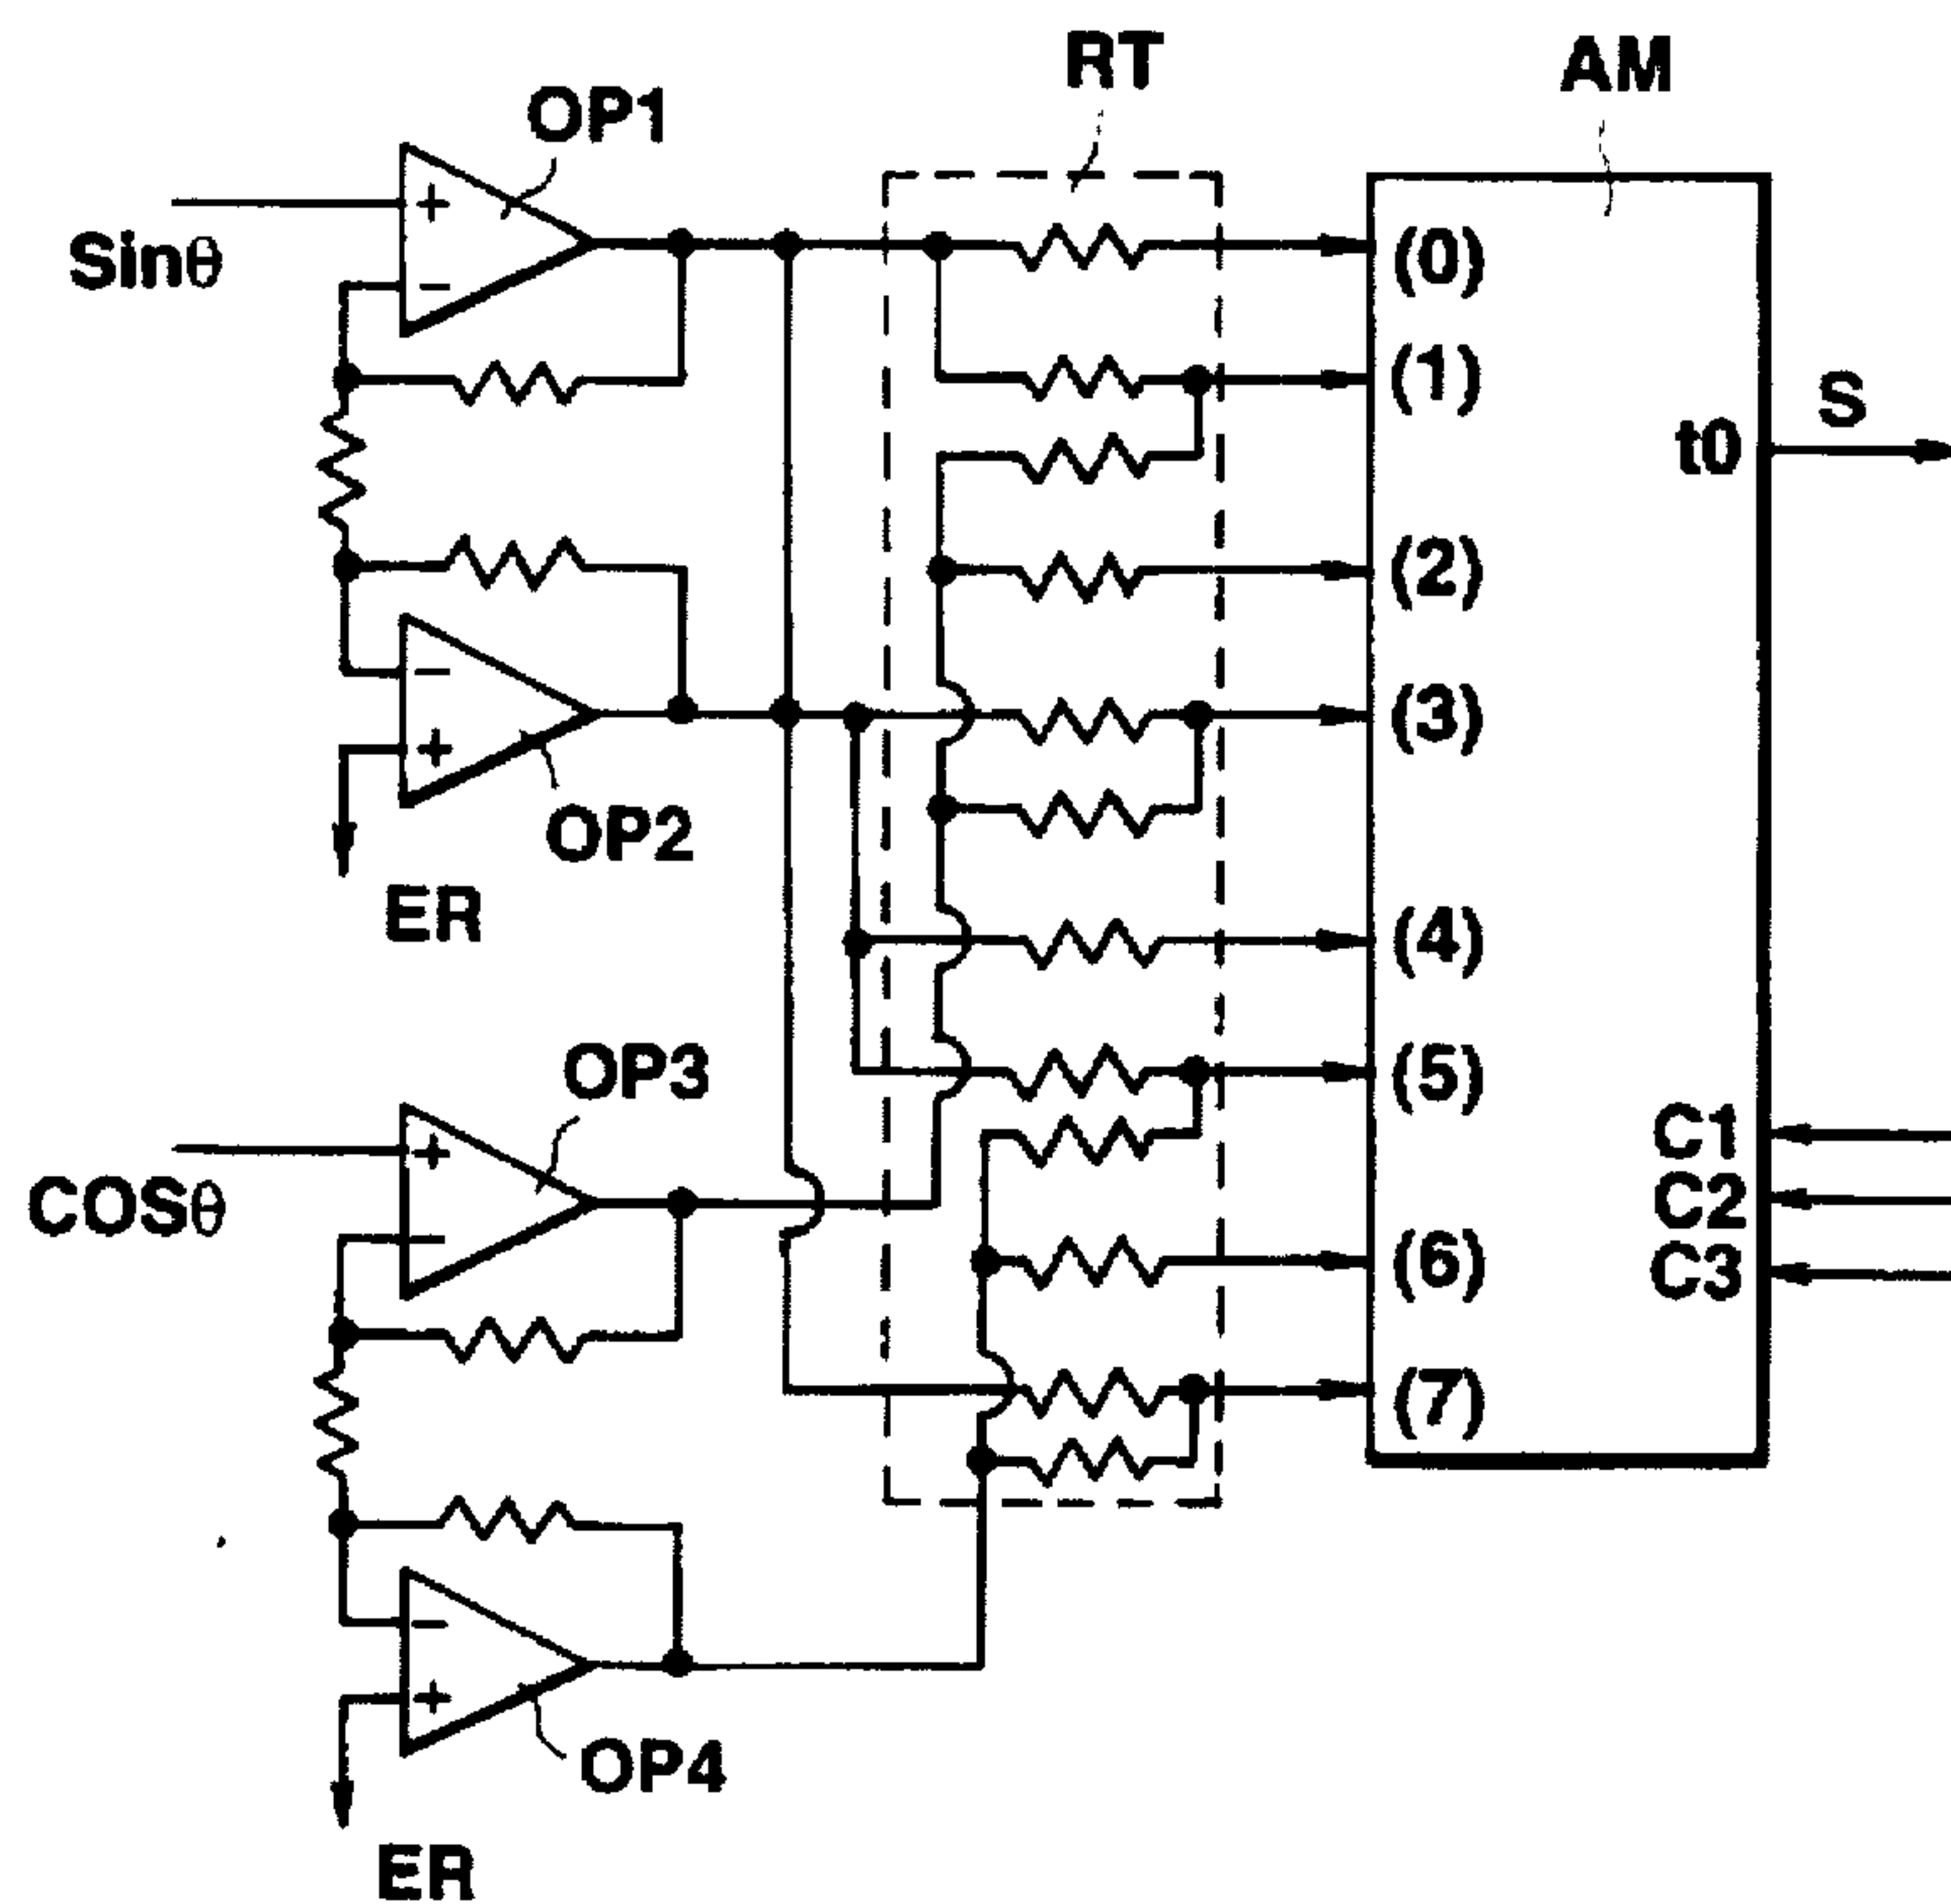 RT
AM
OP1
+
Sinθ
−
(0)
(1)
S
t0
(2)
−
(3)
+
OP2
ER
(4)
OP3
(5)
+
C1
COSθ
C2
−
(6)
C3
(7)
−
+
OP4
ER